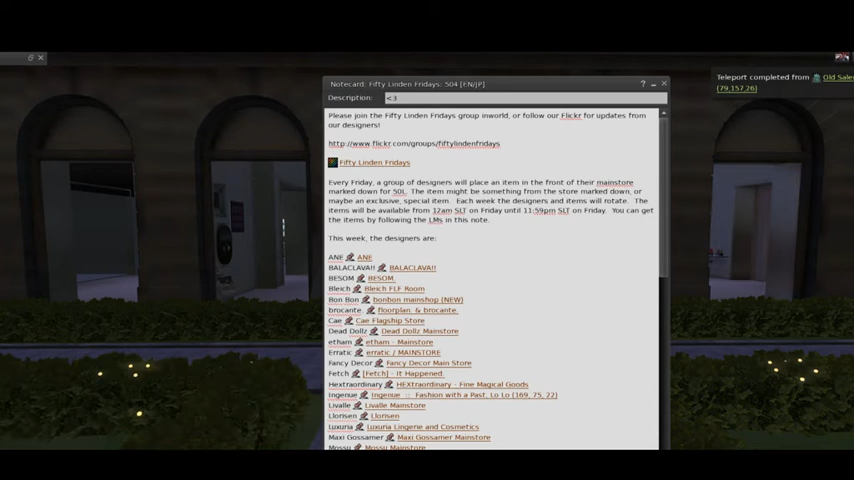 Notecard: Fifty Linden Fridays: 504 [EN/JP]
? _ ×
Teleport completed from Old Sale
(79,157,26)
Description: <3
Please join the Fifty Linden Fridays group inworld, or follow our Flickr for updates from
our designers!
http://www.flickr.com/groups/fiftylindenfridays
Fifty Linden Fridays
Every Friday, a group of designers will place an item in the front of their mainstore
marked down for 50L. The item might be something from the store marked down, or
maybe an exclusive, special item. Each week the designers and items will rotate. The
items will be available from 12am SLT on Friday until 11:59pm SLT on Friday. You can get
the items by following the LMs in this note.
This week, the designers are:
ANE ANE
BALACLAVA!! BALACLAVA!!
BESOM BESOM.
Bleich Bleich FLF Room
Bon Bon bonbon mainshop (NEW)
brocante. floorplan. & brocante.
Cae Cae Flagship Store
Dead Dollz Dead Dollz Mainstore
etham etham - Mainstore
Erratic erratic / MAINSTORE
Fancy Decor Fancy Decor Main Store
Fetch [Fetch] - It Happened.
Hextraordinary HEXtraordinary - Fine Magical Goods
Ingenue Ingenue :: Fashion with a Past, Lo Lo (169, 75, 22)
Livalle Livalle Mainstore
Llorisen Llorisen
Luxuria Luxuria Lingerie and Cosmetics
Maxi Gossamer Maxi Gossamer Mainstore
Mossu Mossu Mainstore